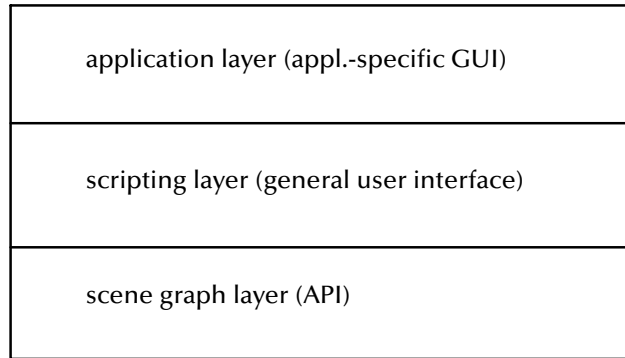 application layer (appl.-specific GUI)
scripting layer (general user interface)
scene graph layer (API)